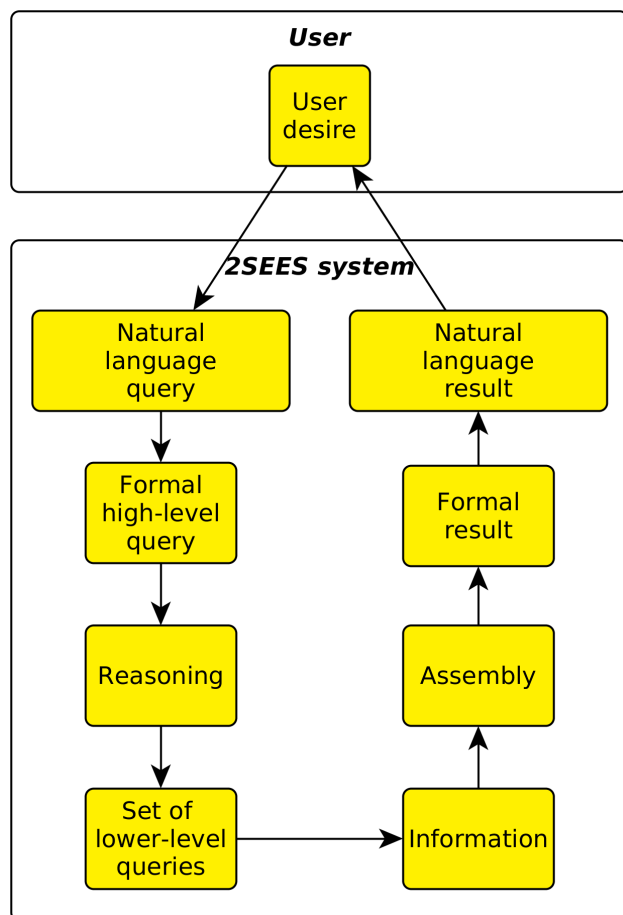 User
User
desire
2SEES system
Natural
language
query
Natural
language
result
Formal
high-level
query
Formal
result
Reasoning
Assembly
Set of
lower-level
queries
Information